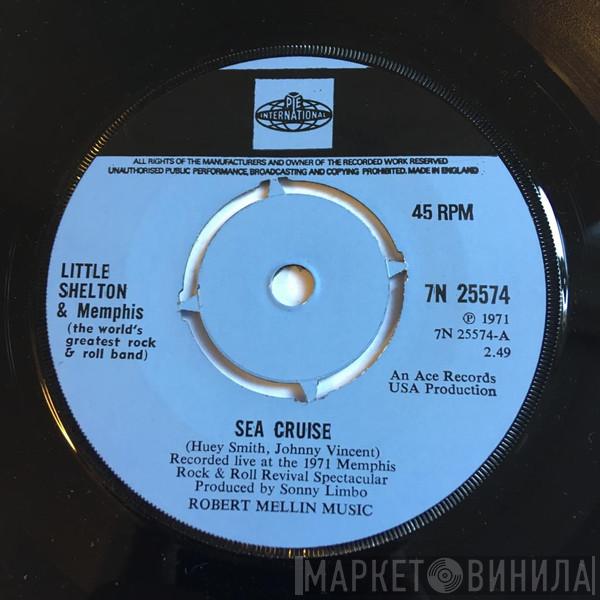 PYE
INTERNATIONAL
ALL RIGHTS OF THE MANUFACTURERS AND OWNER OF THE RECORDED WORK RESERVED
UNAUTHORISED PUBLIC PERFORMANCE, BROADCASTING AND COPYING PROHIBITED. MADE IN ENGLAND
45 RPM
LITTLE
SHELTON
& Memphis
(the world's
greatest rock
& roll band)
7N 25574
Ⓟ 1971
7N 25574-A
2.49
An Ace Records
USA Production
SEA CRUISE
(Huey Smith, Johnny Vincent)
Recorded live at the 1971 Memphis
Rock & Roll Revival Spectacular
Produced by Sonny Limbo
ROBERT MELLIN MUSIC
МАРКЕТ ВИНИЛА